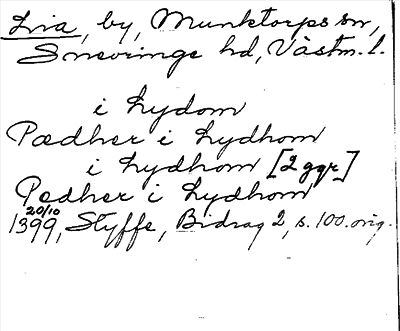 Lia, by, Munktorps sn,
Snevringe hd, Västm. l.
i lydom
Pædher i lydhom
i lydhom [2 ggr]
Pedher i lydhom
20/10
1399, Styffe, Bidrag 2, s. 100. orig.